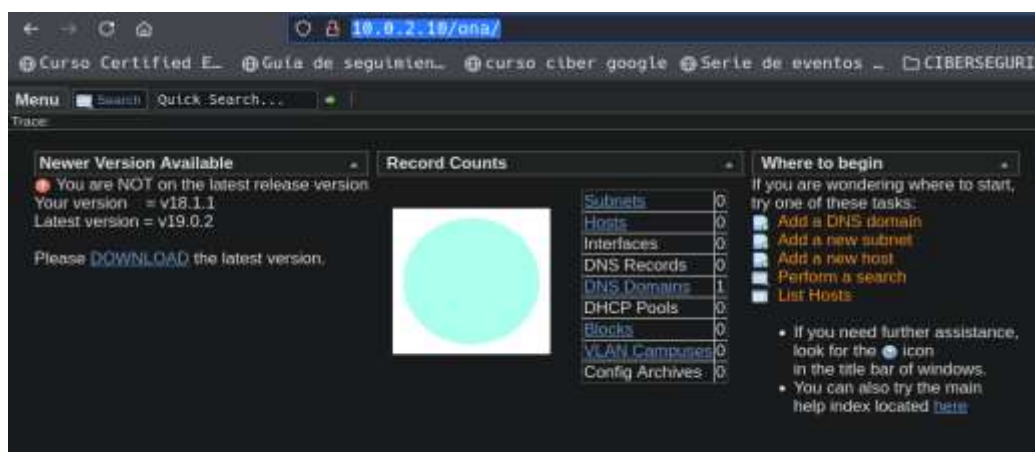 10.0.2.10/ona/
Curso Certified E… Guía de seguimien… curso ciber google Serie de eventos … CIBERSEGURI
Menu Search Quick Search...
Trace:
Newer Version Available
You are NOT on the latest release version
Your version = v18.1.1
Latest version = v19.0.2
Please DOWNLOAD the latest version.
Record Counts
Subnets 0
Hosts 0
Interfaces 0
DNS Records 0
DNS Domains 1
DHCP Pools 0
Blocks 0
VLAN Campuses 0
Config Archives 0
Where to begin
If you are wondering where to start,
try one of these tasks:
Add a DNS domain
Add a new subnet
Add a new host
Perform a search
List Hosts
• If you need further assistance,
look for the icon
in the title bar of windows.
• You can also try the main
help index located here